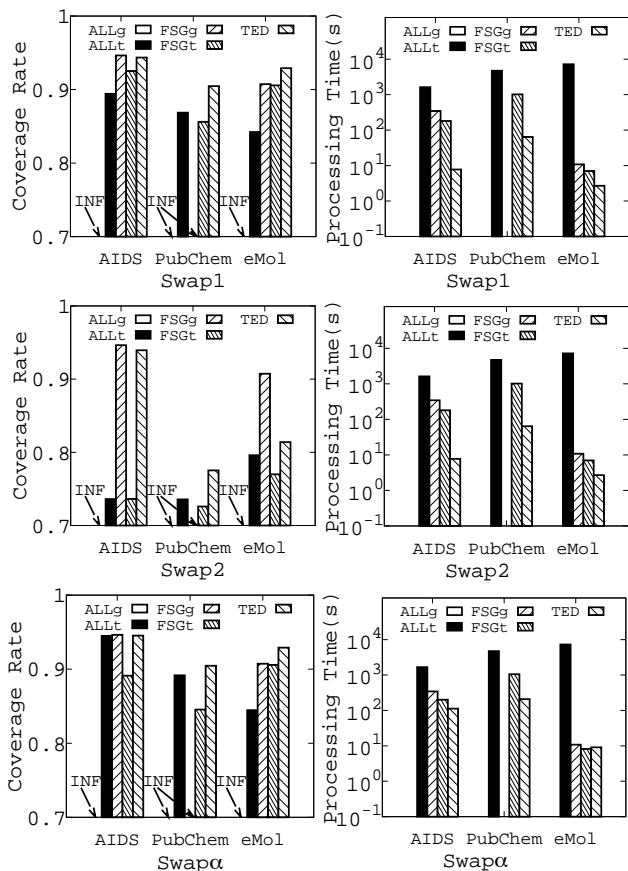 Coverage Rate
1
0.9
0.8
0.7
ALLg FSGg TED
ALLt FSGt
INF INF INF
AIDS PubChem eMol
Swap1
Processing Time(s)
10^4
10^3
10^2
10^1
10^0
10^-1
ALLg FSGg TED
ALLt FSGt
AIDS PubChem eMol
Swap1
Coverage Rate
1
0.9
0.8
0.7
ALLg FSGg TED
ALLt FSGt
INF INF INF
AIDS PubChem eMol
Swap2
Processing Time(s)
10^4
10^3
10^2
10^1
10^0
10^-1
ALLg FSGg TED
ALLt FSGt
AIDS PubChem eMol
Swap2
Coverage Rate
1
0.9
0.8
0.7
ALLg FSGg TED
ALLt FSGt
INF INF INF
AIDS PubChem eMol
Swapα
Processing Time(s)
10^4
10^3
10^2
10^1
10^0
10^-1
ALLg FSGg TED
ALLt FSGt
AIDS PubChem eMol
Swapα